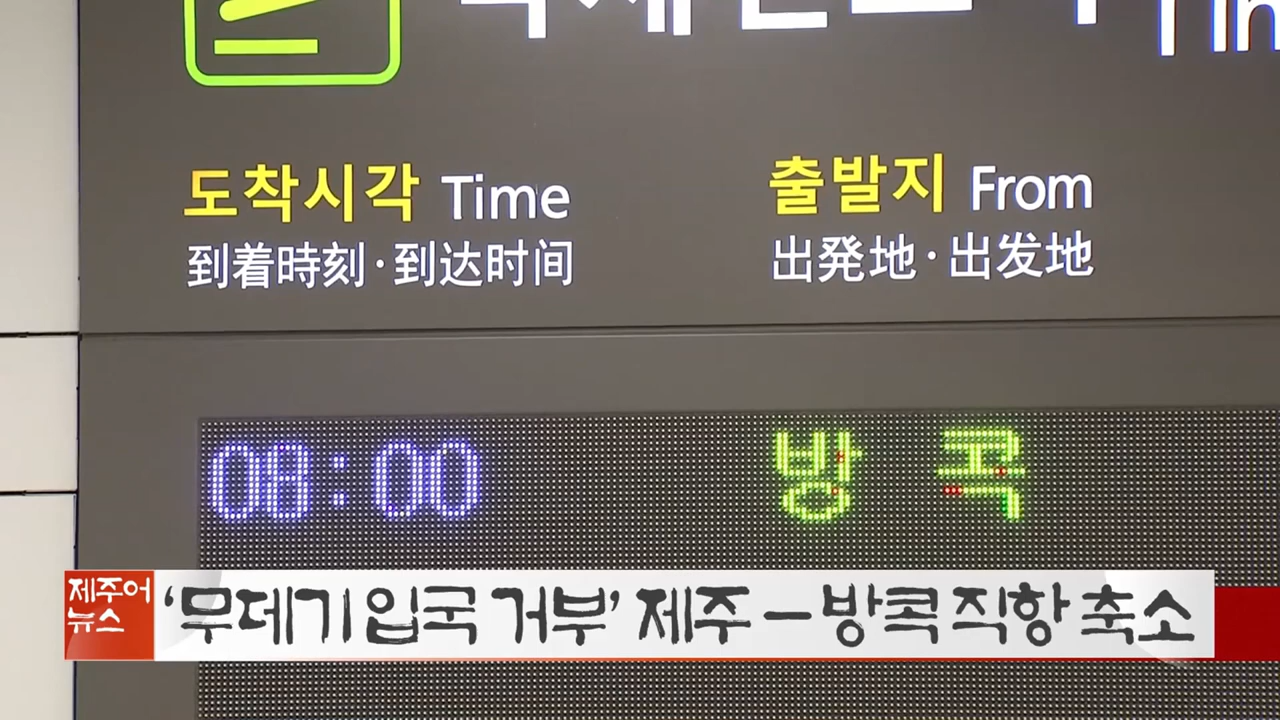 도착시각 Time
到着時刻·到达时间
출발지 From
出発地·出发地
08:00 방콕
제주어
뉴스
‘무데기 입국 거부’ 제주 – 방콕 직항 축소